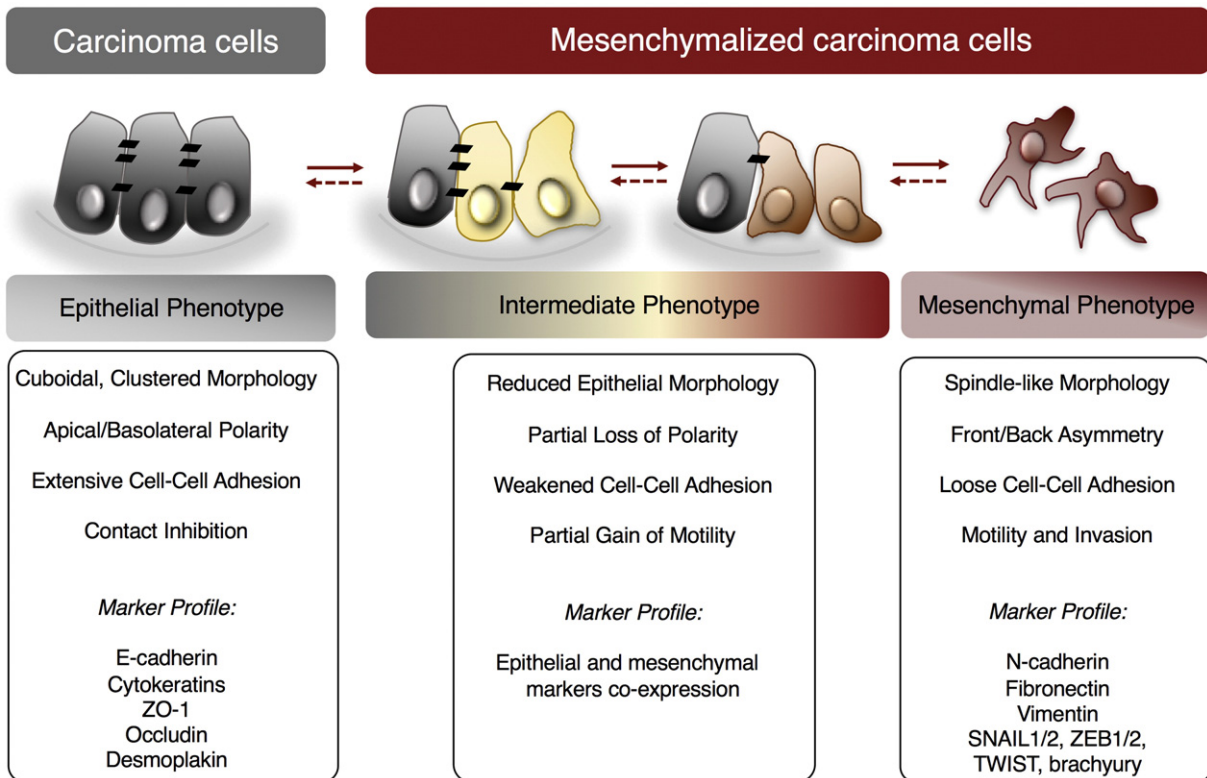 Carcinoma cells
Mesenchymalized carcinoma cells
Epithelial Phenotype
Intermediate Phenotype
Mesenchymal Phenotype
Cuboidal, Clustered Morphology
Apical/Basolateral Polarity
Extensive Cell-Cell Adhesion
Contact Inhibition
Marker Profile:
E-cadherin
Cytokeratins
ZO-1
Occludin
Desmoplakin
Reduced Epithelial Morphology
Partial Loss of Polarity
Weakened Cell-Cell Adhesion
Partial Gain of Motility
Marker Profile:
Epithelial and mesenchymal
markers co-expression
Spindle-like Morphology
Front/Back Asymmetry
Loose Cell-Cell Adhesion
Motility and Invasion
Marker Profile:
N-cadherin
Fibronectin
Vimentin
SNAIL1/2, ZEB1/2,
TWIST, brachyury